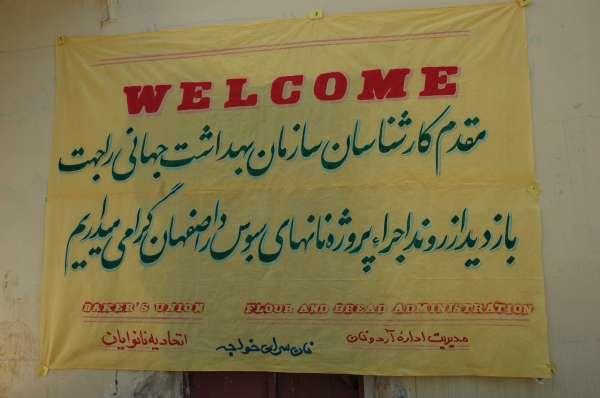 WELCOME
مقدم کارشناسان سازمان بهداشت جهانی را جهت
بازدید از روند اجراء پروژه نانهای سبوس دار اصفهان گرامی میداریم
BAKER'S UNION FLOUR AND BREAD ADMINISTRATION
مدیریت اداره آرد و نان نان سرای خواجه اتحادیه نانوایان